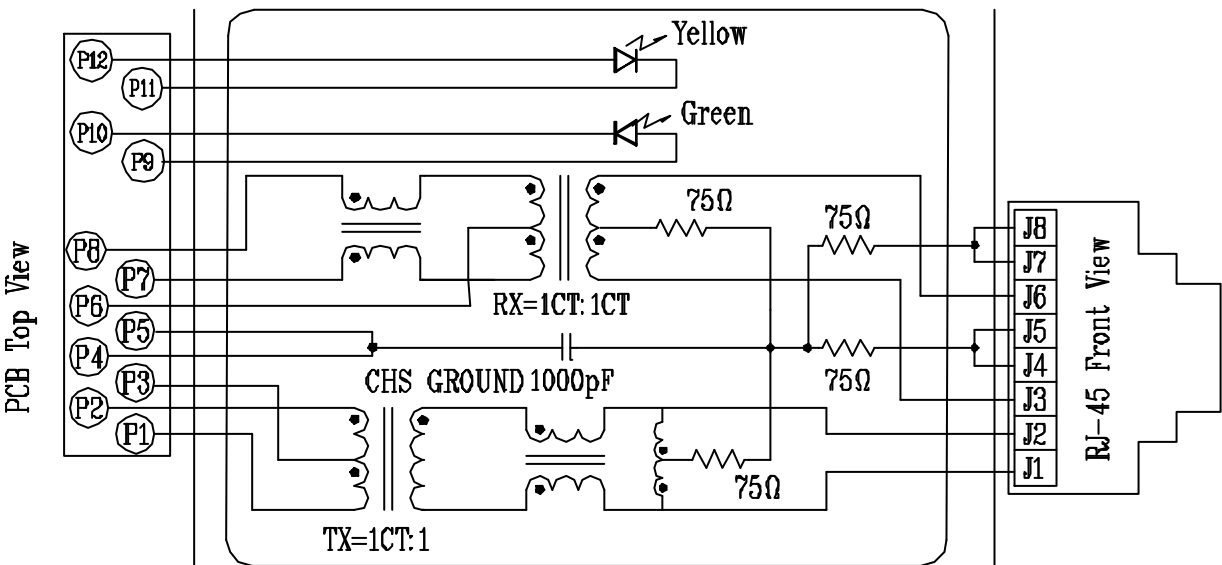 P12
Yellow
P11
P10
Green
P9
75Ω
75Ω
J8
P8
J7
P7
J6
P6
RX=1CT:1CT
P5
J5
P4
J4
CHS GROUND 1000pF
75Ω
P3
J3
P2
J2
P1
J1
75Ω
TX=1CT:1
PCB Top View
RJ-45 Front View